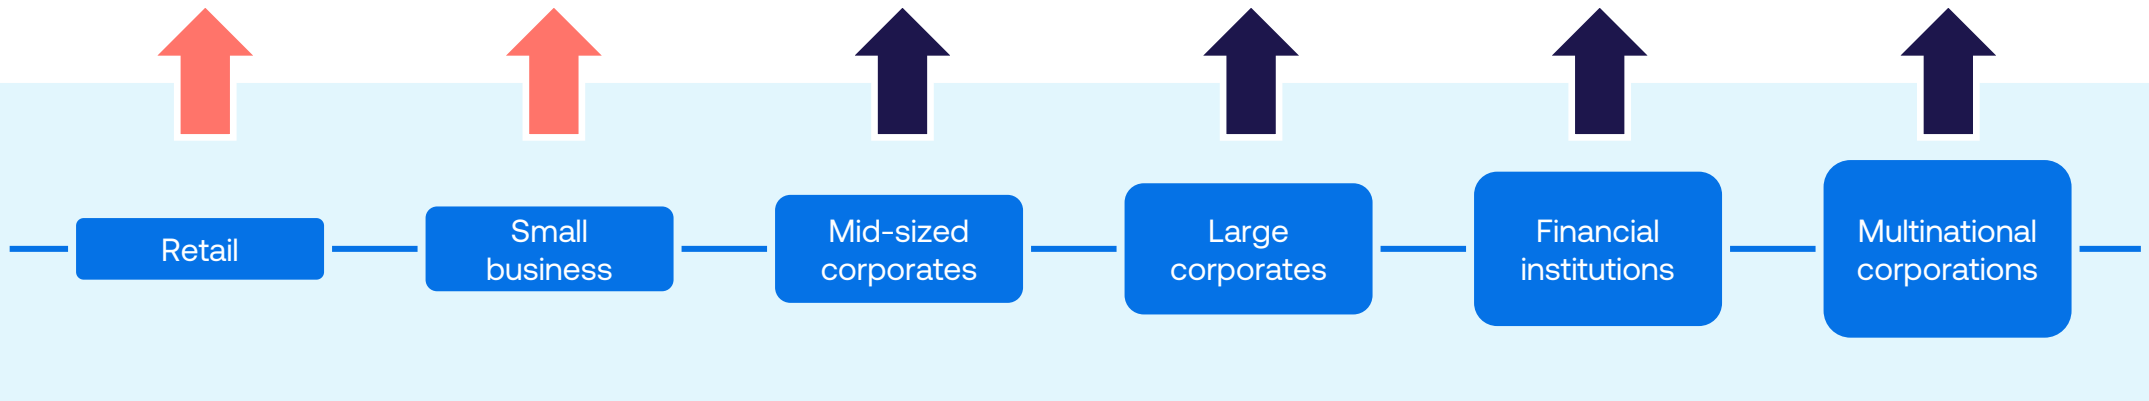 Retail
Small
business
Mid-sized
corporates
Large
corporates
Financial
institutions
Multinational
corporations